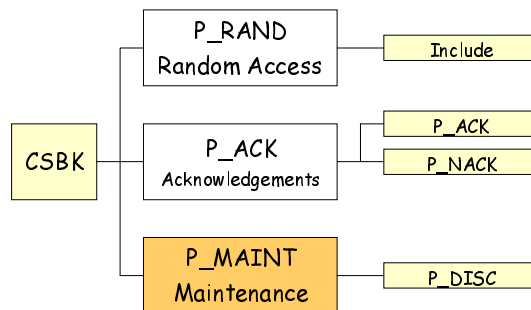 P_RAND
Random Access
Include
CSBK
P_ACK
Acknowledgements
P_ACK
P_NACK
P_MAINT
Maintenance
P_DISC